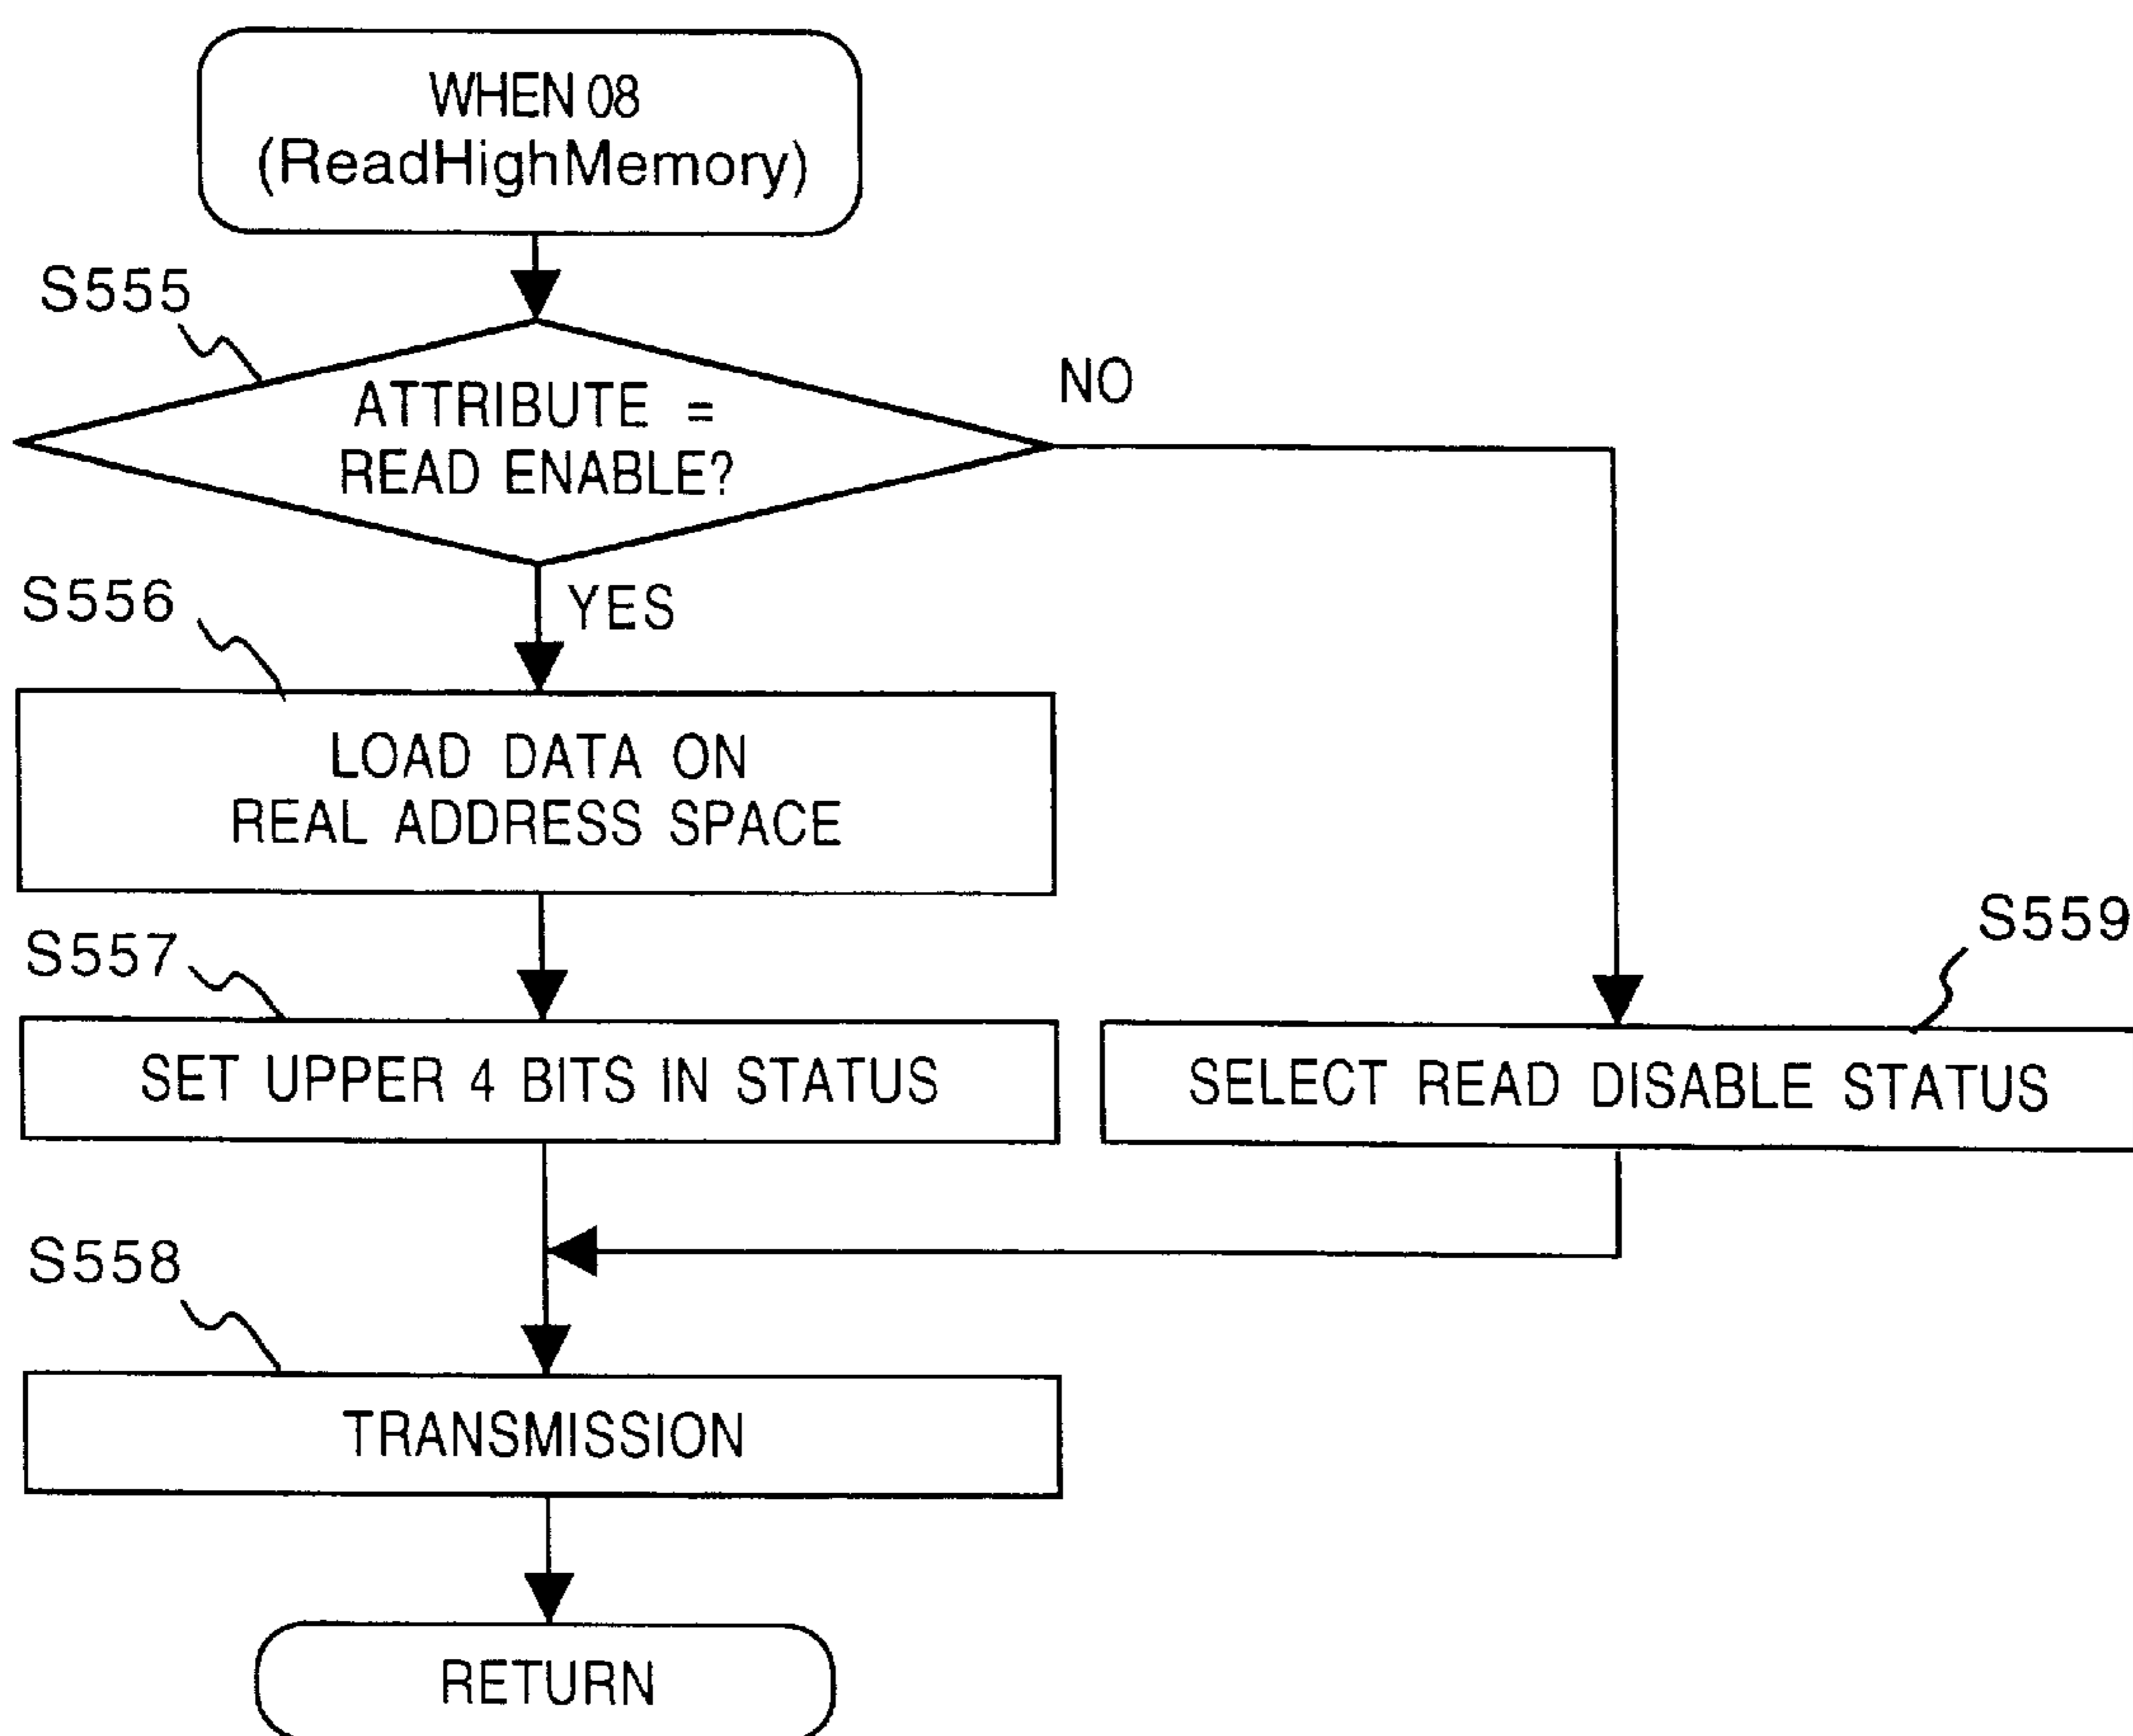 WHEN 08
(ReadHighMemory)
S555
ATTRIBUTE =
READ ENABLE?
NO
YES
S556
LOAD DATA ON
REAL ADDRESS SPACE
S557
SET UPPER 4 BITS IN STATUS
S559
SELECT READ DISABLE STATUS
S558
TRANSMISSION
RETURN